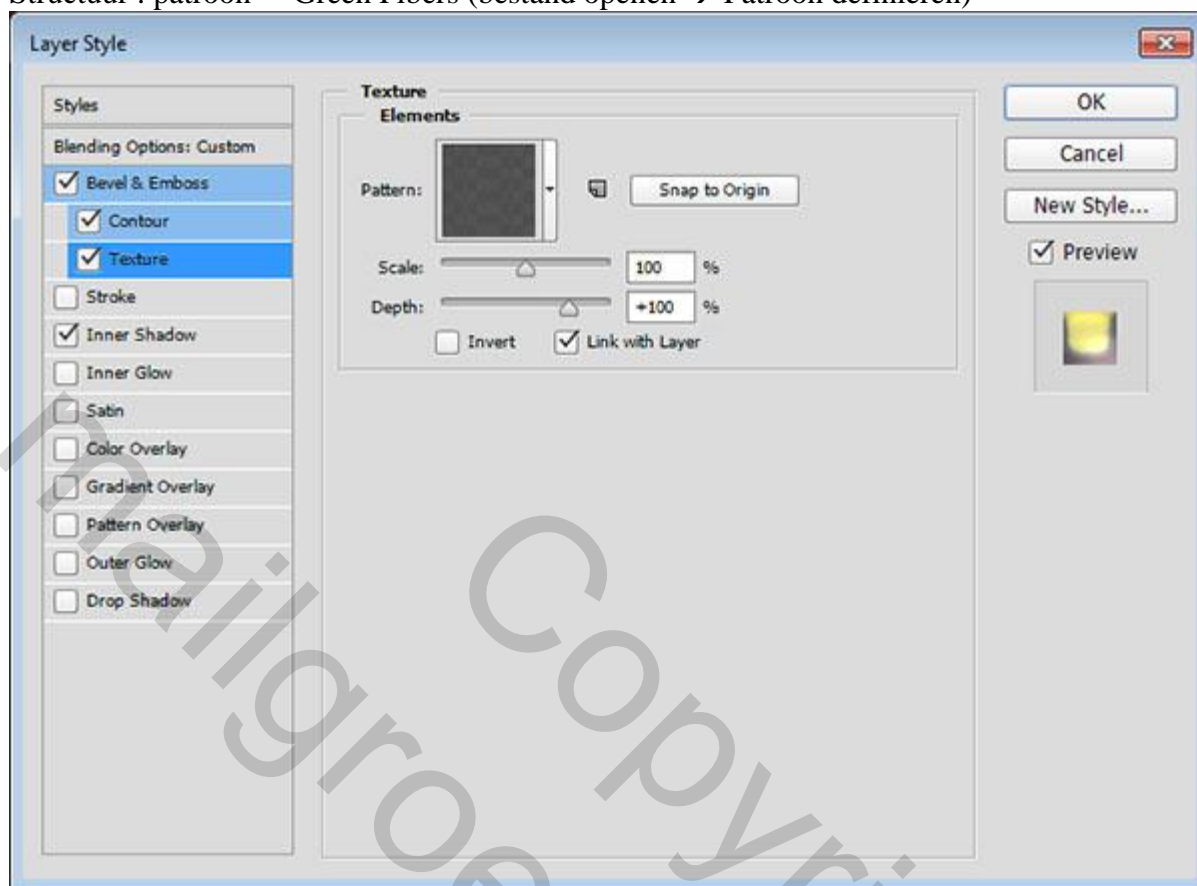 Structuur : patroon = Green Fibers (bestand openen → Patroon definiëren)
Layer Style
Styles
Blending Options: Custom
Bevel & Emboss
Contour
Texture
Stroke
Inner Shadow
Inner Glow
Satin
Color Overlay
Gradient Overlay
Pattern Overlay
Outer Glow
Drop Shadow
Texture
Elements
Pattern:
Snap to Origin
Scale: 100 %
Depth: +100 %
Invert Link with Layer
OK
Cancel
New Style...
Preview